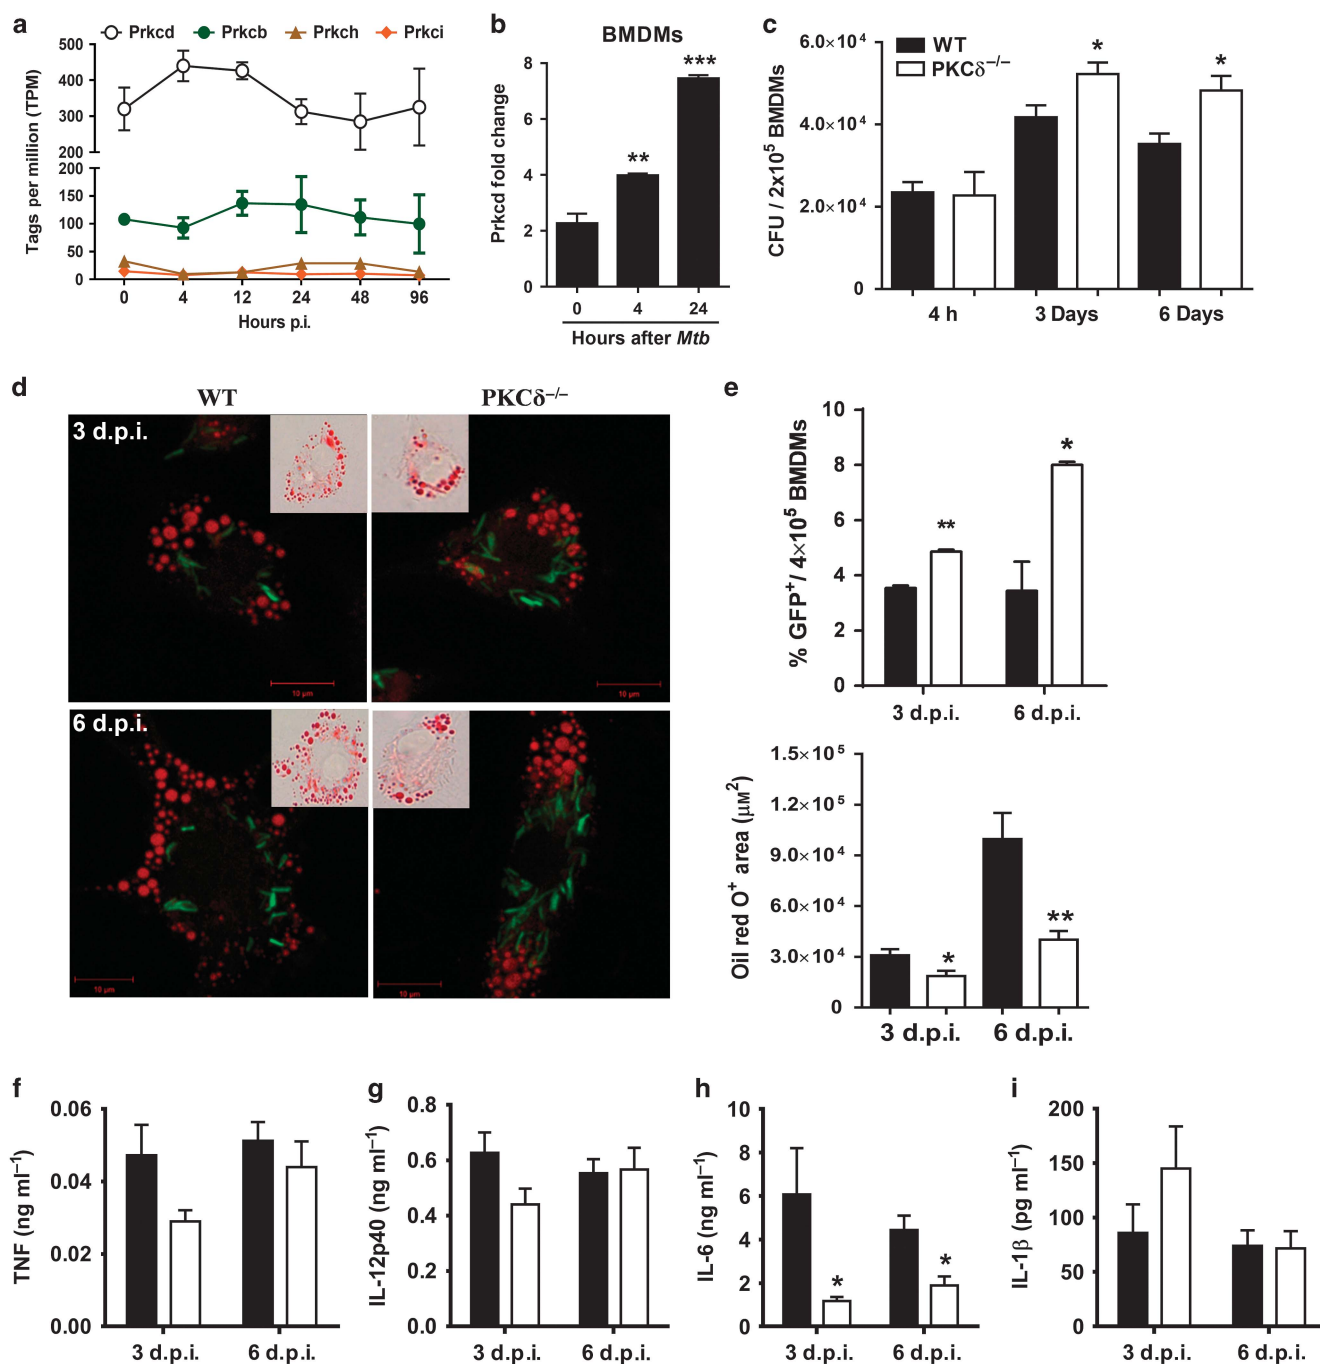 a
Prkcd Prkcb Prkch Prkci
500
400
300
200
200
150
100
50
0
Tags per million (TPM)
0 4 12 24 48 96
Hours p.i.
b
BMDMs
8
6
4
2
0
Prkcd fold change
** ***
0 4 24
Hours after Mtb
c
WT
PKCδ−/−
6.0×10⁴
4.0×10⁴
2.0×10⁴
0
CFU / 2x10⁵ BMDMs
* *
4 h 3 Days 6 Days
d
WT PKCδ−/−
3 d.p.i.
10 µm 10 µm
6 d.p.i.
10 µm 10 µm
e
10
8
6
4
2
0
% GFP⁺/ 4×10⁵ BMDMs
** *
3 d.p.i. 6 d.p.i.
1.5×10⁵
1.2×10⁵
9.0×10⁴
6.0×10⁴
3.0×10⁴
0
Oil red O⁺ area (µM²)
* **
3 d.p.i. 6 d.p.i.
f
0.06
0.04
0.02
0.00
TNF (ng ml⁻¹)
3 d.p.i. 6 d.p.i.
g
0.8
0.6
0.4
0.2
0.0
IL-12p40 (ng ml⁻¹)
3 d.p.i. 6 d.p.i.
h
10
8
6
4
2
0
IL-6 (ng ml⁻¹)
* *
3 d.p.i. 6 d.p.i.
i
200
150
100
50
0
IL-1β (pg ml⁻¹)
3 d.p.i. 6 d.p.i.